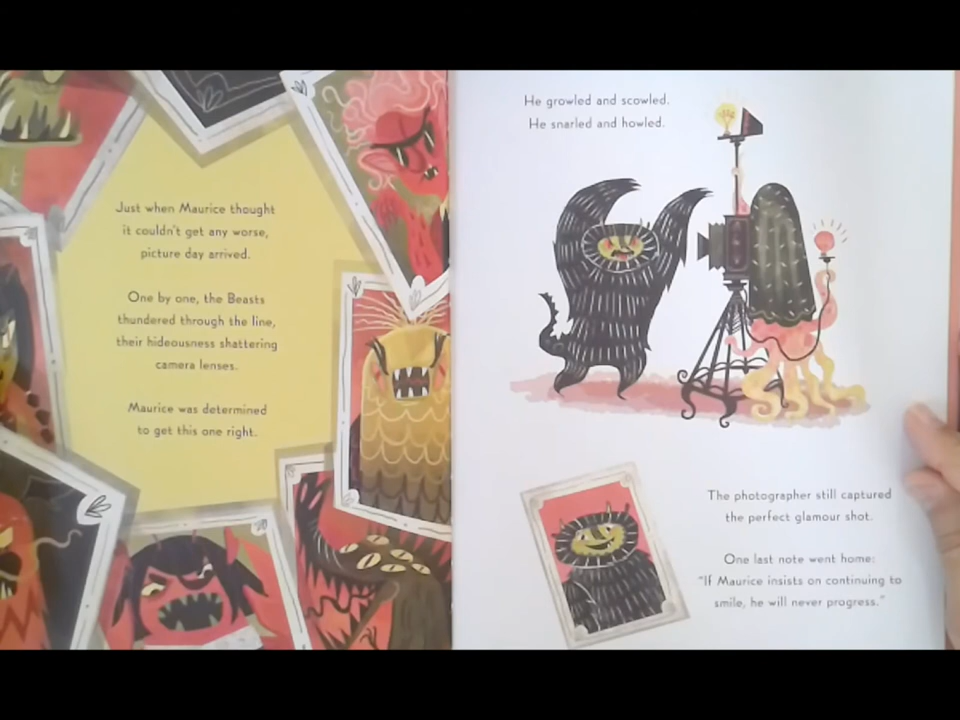 Just when Maurice thought
it couldn't get any worse,
picture day arrived.
One by one, the Beasts
thundered through the line,
their hideousness shattering
camera lenses.
Maurice was determined
to get this one right.
He growled and scowled.
He snarled and howled.
The photographer still captured
the perfect glamour shot.
One last note went home:
"If Maurice insists on continuing to
smile, he will never progress."